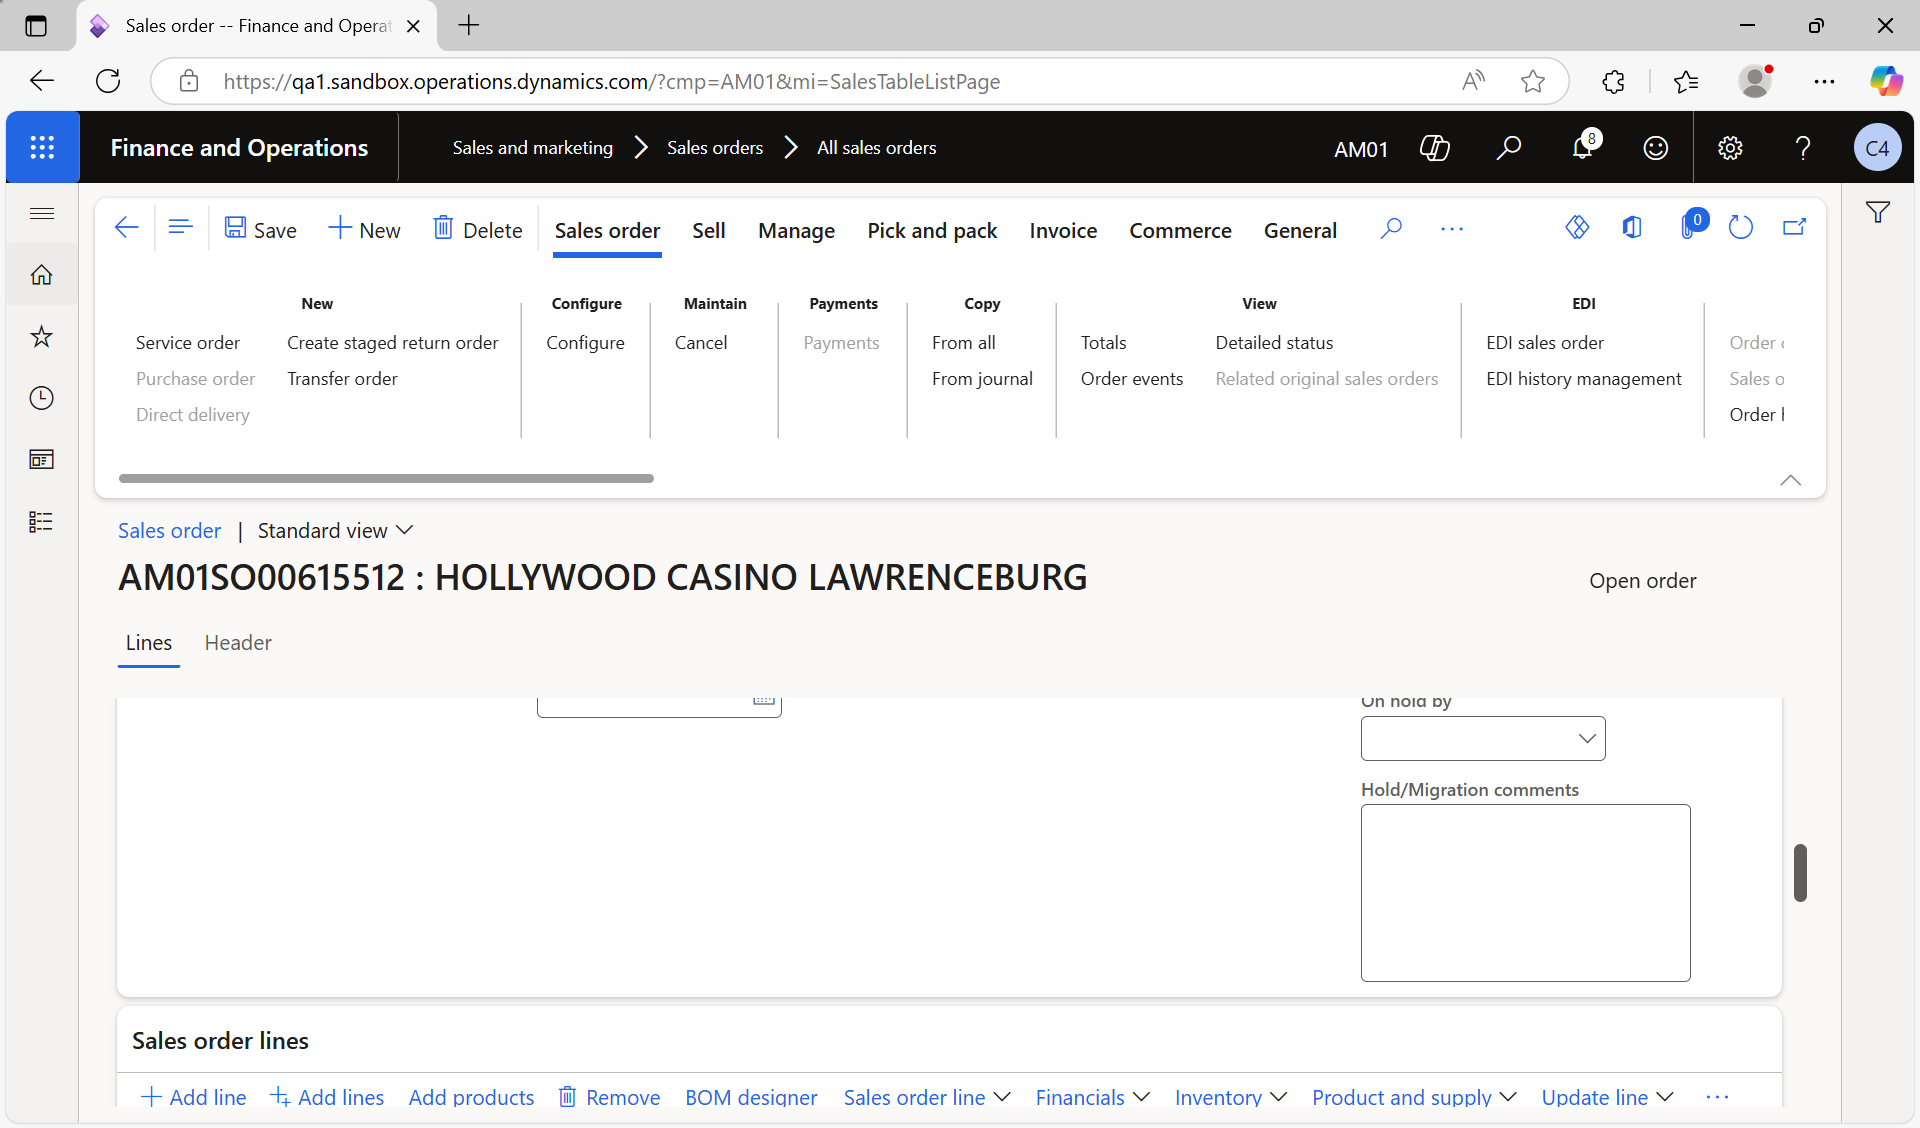 Sales order -- Finance and Operat
https://qa1.sandbox.operations.dynamics.com/?cmp=AM01&mi=SalesTableListPage
Finance and Operations
Sales and marketing > Sales orders > All sales orders
AM01
8
?
C4
Save
New
Delete
Sales order
Sell
Manage
Pick and pack
Invoice
Commerce
General
...
0
New
Service order
Create staged return order
Purchase order
Transfer order
Direct delivery
Configure
Configure
Maintain
Cancel
Payments
Payments
Copy
From all
From journal
View
Totals
Detailed status
Order events
Related original sales orders
EDI
EDI sales order
EDI history management
Order
Sales o
Order
Sales order | Standard view
AM01SO00615512 : HOLLYWOOD CASINO LAWRENCEBURG
Open order
Lines
Header
On hold by
Hold/Migration comments
Sales order lines
Add line
Add lines
Add products
Remove
BOM designer
Sales order line
Financials
Inventory
Product and supply
Update line
...